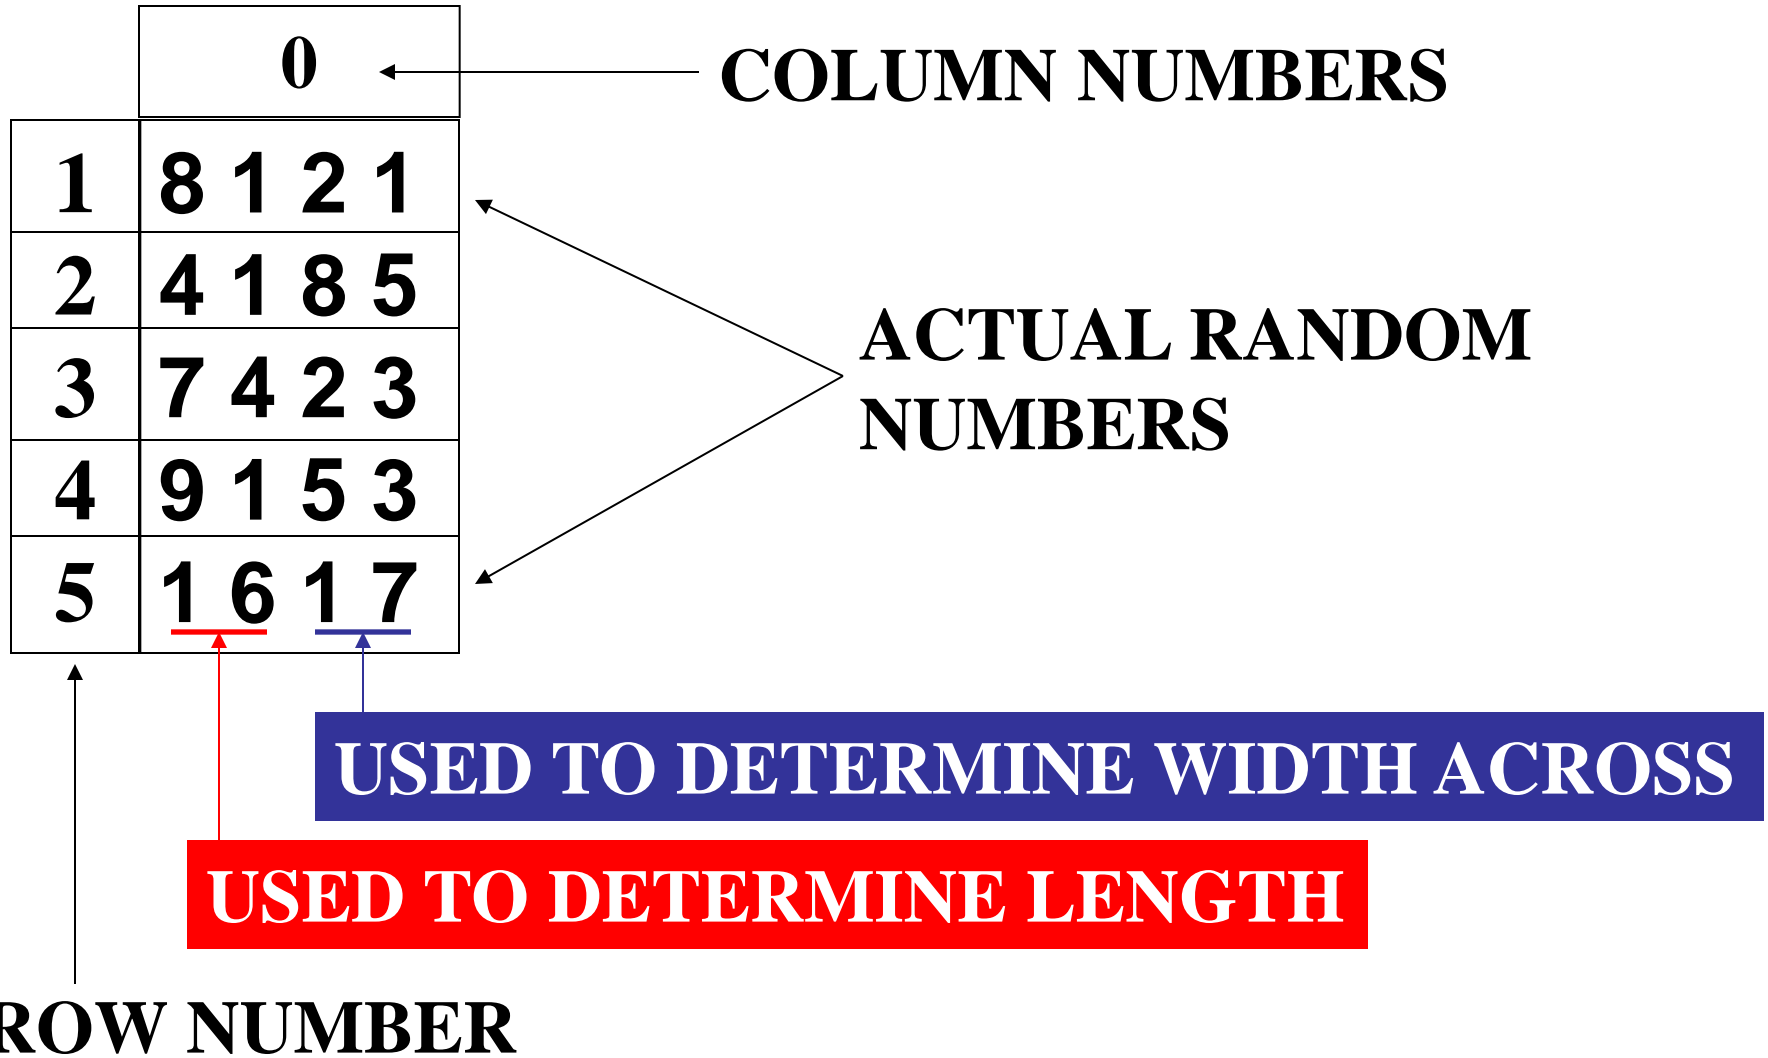 0
COLUMN NUMBERS
1 8 1 2 1
2 4 1 8 5
3 7 4 2 3
4 9 1 5 3
5 1 6 1 7
ACTUAL RANDOM
NUMBERS
USED TO DETERMINE WIDTH ACROSS
USED TO DETERMINE LENGTH
ROW NUMBER